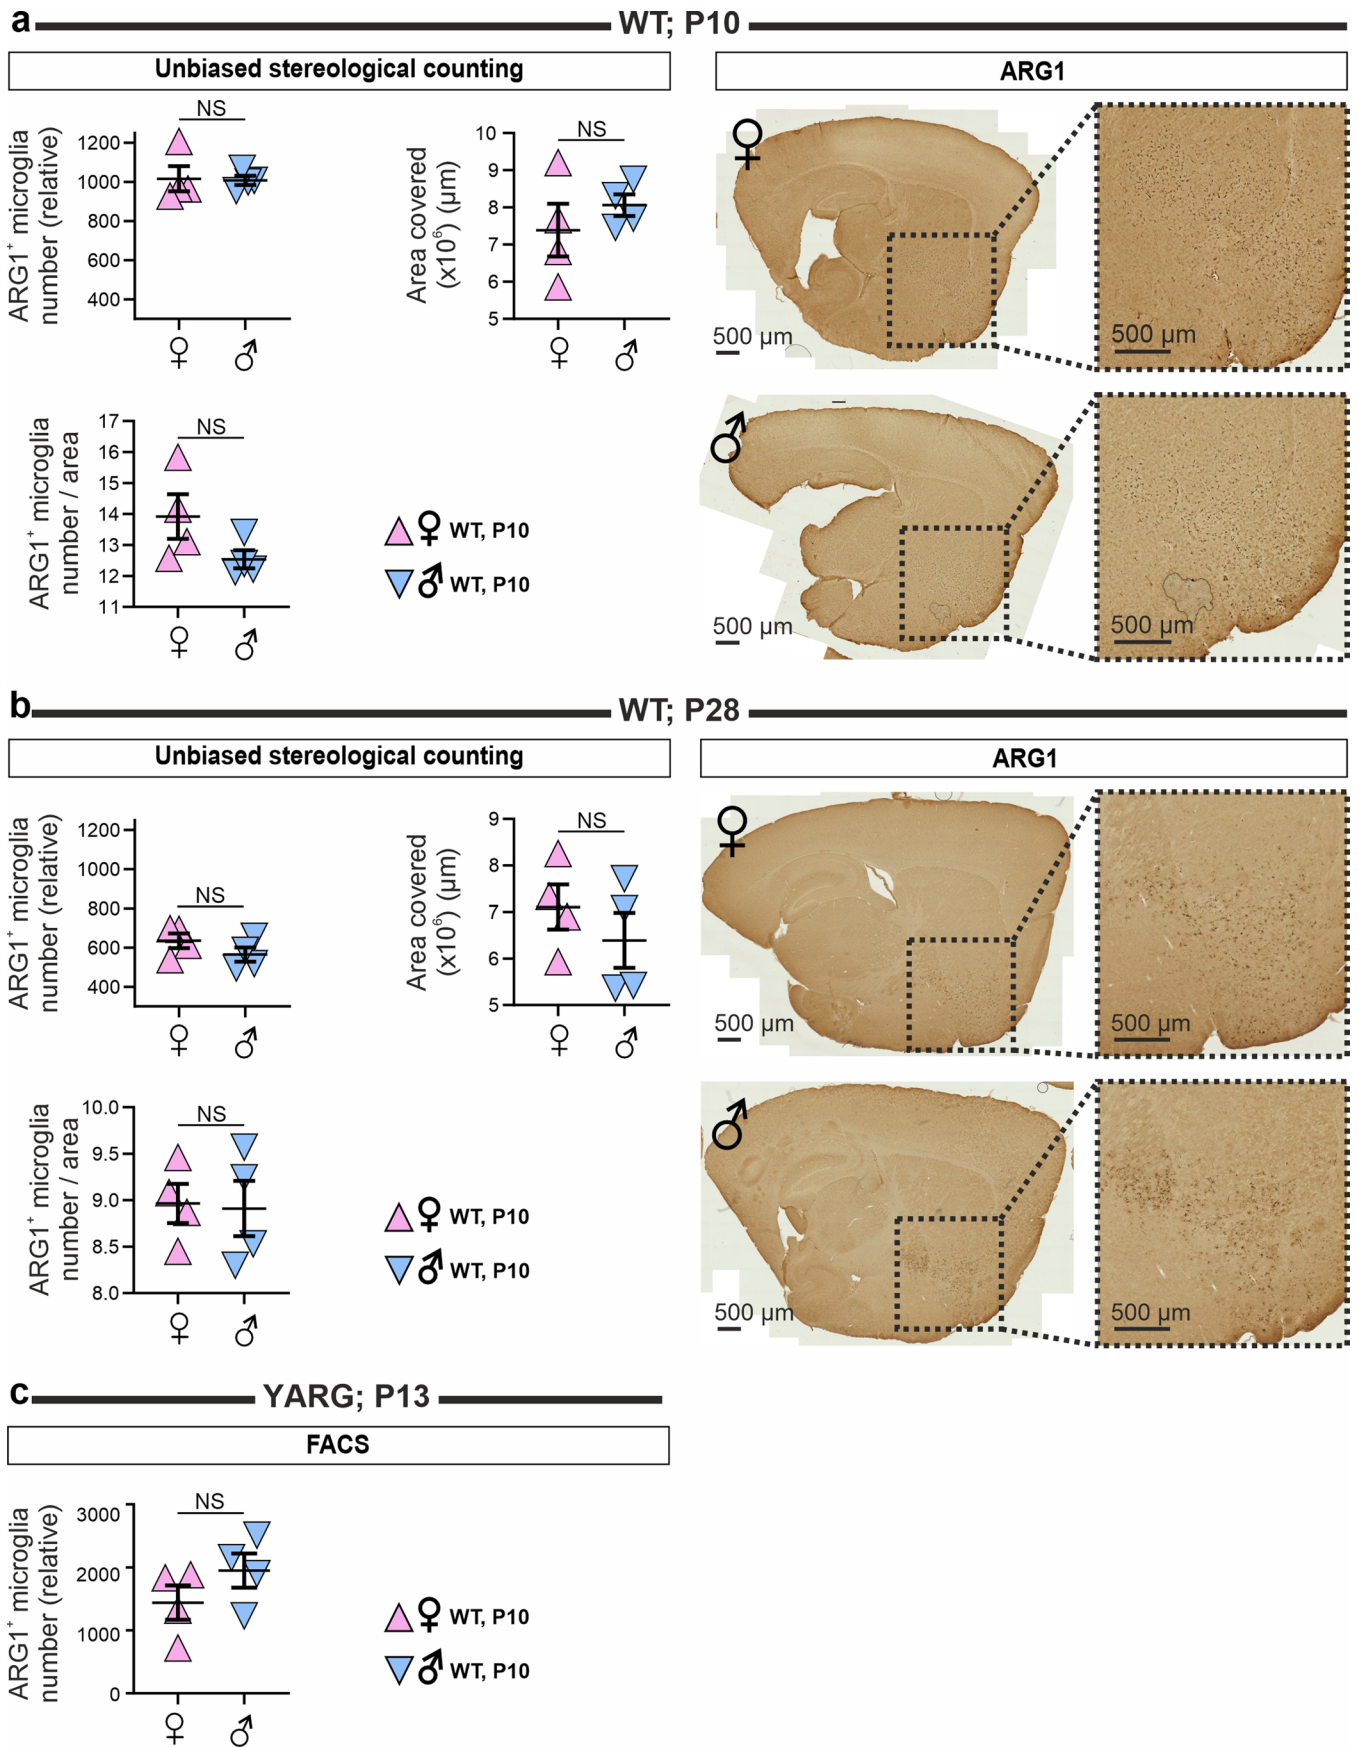 a
WT; P10
Unbiased stereological counting
ARG1
ARG1⁺ microglia
number (relative)
1200
1000
800
600
400
NS
♀ ♂
Area covered
(x10⁶) (µm)
10
9
8
7
6
5
NS
♀ ♂
♀
500 µm
500 µm
ARG1⁺ microglia
number / area
17
16
15
14
13
12
11
NS
♀ ♂
♀ WT, P10
♂ WT, P10
♂
500 µm
500 µm
b
WT; P28
Unbiased stereological counting
ARG1
ARG1⁺ microglia
number (relative)
1200
1000
800
600
400
NS
♀ ♂
Area covered
(x10⁶) (µm)
9
8
7
6
5
NS
♀ ♂
♀
500 µm
500 µm
ARG1⁺ microglia
number / area
10.0
9.5
9.0
8.5
8.0
NS
♀ ♂
♀ WT, P10
♂ WT, P10
♂
500 µm
500 µm
c
YARG; P13
FACS
ARG1⁺ microglia
number (relative)
3000
2000
1000
0
NS
♀ ♂
♀ WT, P10
♂ WT, P10